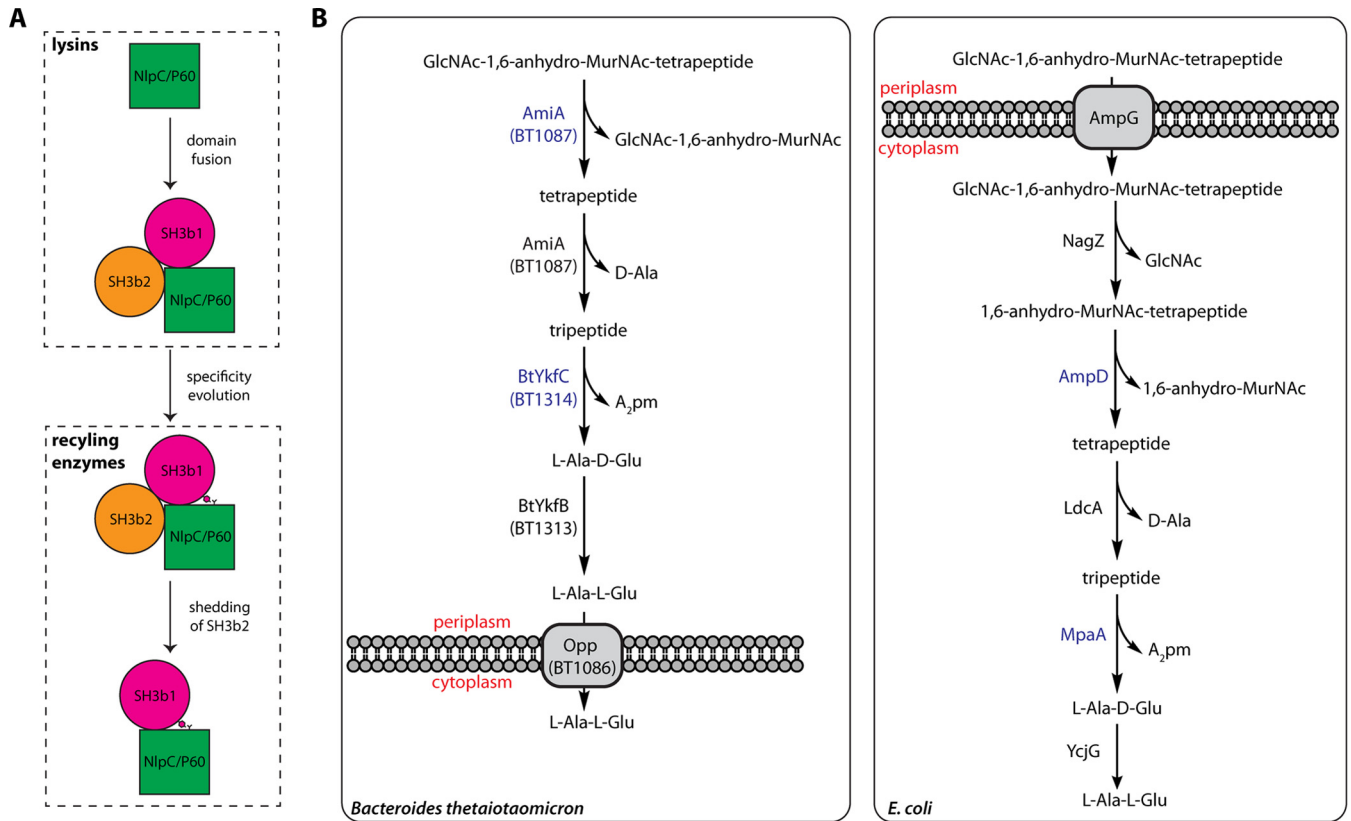 A
lysins
NlpC/P60
domain
fusion
SH3b1
SH3b2
NlpC/P60
specificity
evolution
recyling
enzymes
SH3b1
SH3b2
Y
NlpC/P60
shedding
of SH3b2
SH3b1
Y
NlpC/P60
B
GlcNAc-1,6-anhydro-MurNAc-tetrapeptide
AmiA
(BT1087)
GlcNAc-1,6-anhydro-MurNAc
tetrapeptide
AmiA
(BT1087)
D-Ala
tripeptide
BtYkfC
(BT1314)
A₂pm
L-Ala-D-Glu
BtYkfB
(BT1313)
L-Ala-L-Glu
periplasm
Opp
(BT1086)
cytoplasm
L-Ala-L-Glu
Bacteroides thetaiotaomicron
GlcNAc-1,6-anhydro-MurNAc-tetrapeptide
periplasm
AmpG
cytoplasm
GlcNAc-1,6-anhydro-MurNAc-tetrapeptide
NagZ
GlcNAc
1,6-anhydro-MurNAc-tetrapeptide
AmpD
1,6-anhydro-MurNAc
tetrapeptide
LdcA
D-Ala
tripeptide
MpaA
A₂pm
L-Ala-D-Glu
YcjG
L-Ala-L-Glu
E. coli